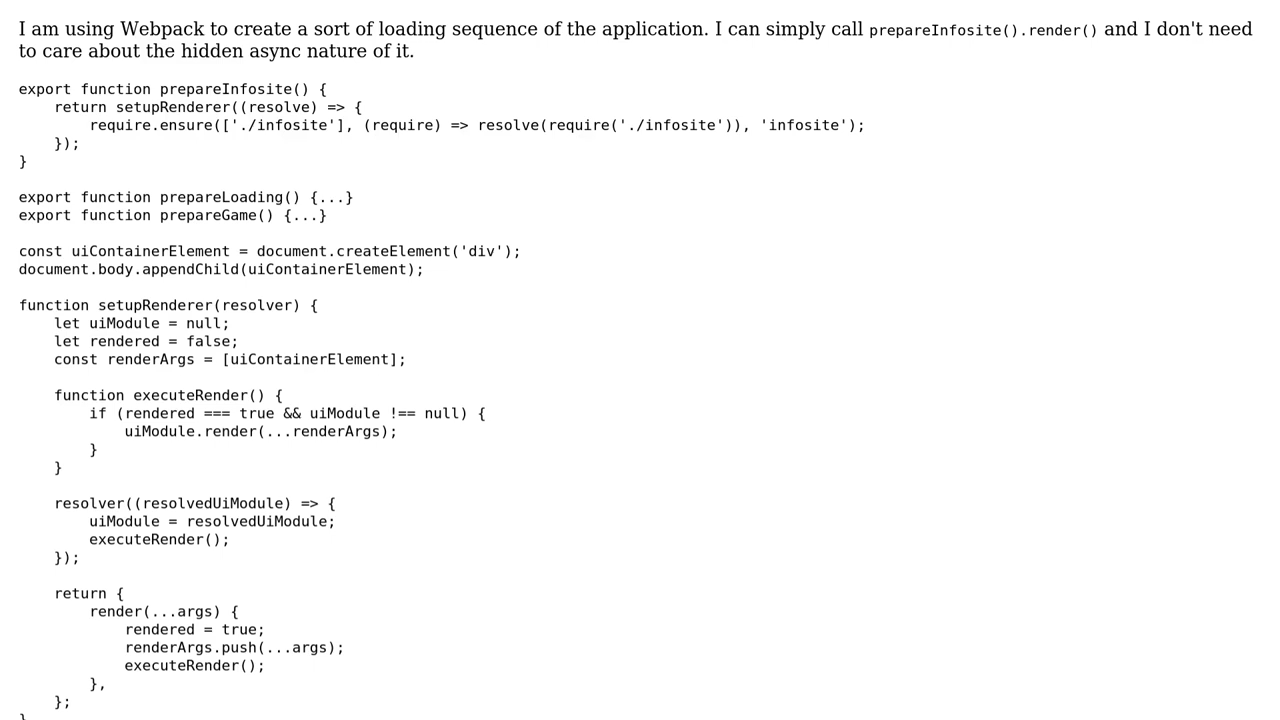 I am using Webpack to create a sort of loading sequence of the application. I can simply call prepareInfosite().render() and I don't need
to care about the hidden async nature of it.
export function prepareInfosite() {
    return setupRenderer((resolve) => {
        require.ensure(['./infosite'], (require) => resolve(require('./infosite')), 'infosite');
    });
}
export function prepareLoading() {...}
export function prepareGame() {...}
const uiContainerElement = document.createElement('div');
document.body.appendChild(uiContainerElement);
function setupRenderer(resolver) {
    let uiModule = null;
    let rendered = false;
    const renderArgs = [uiContainerElement];
    function executeRender() {
        if (rendered === true && uiModule !== null) {
            uiModule.render(...renderArgs);
        }
    }
    resolver((resolvedUiModule) => {
        uiModule = resolvedUiModule;
        executeRender();
    });
    return {
        render(...args) {
            rendered = true;
            renderArgs.push(...args);
            executeRender();
        },
    };
}